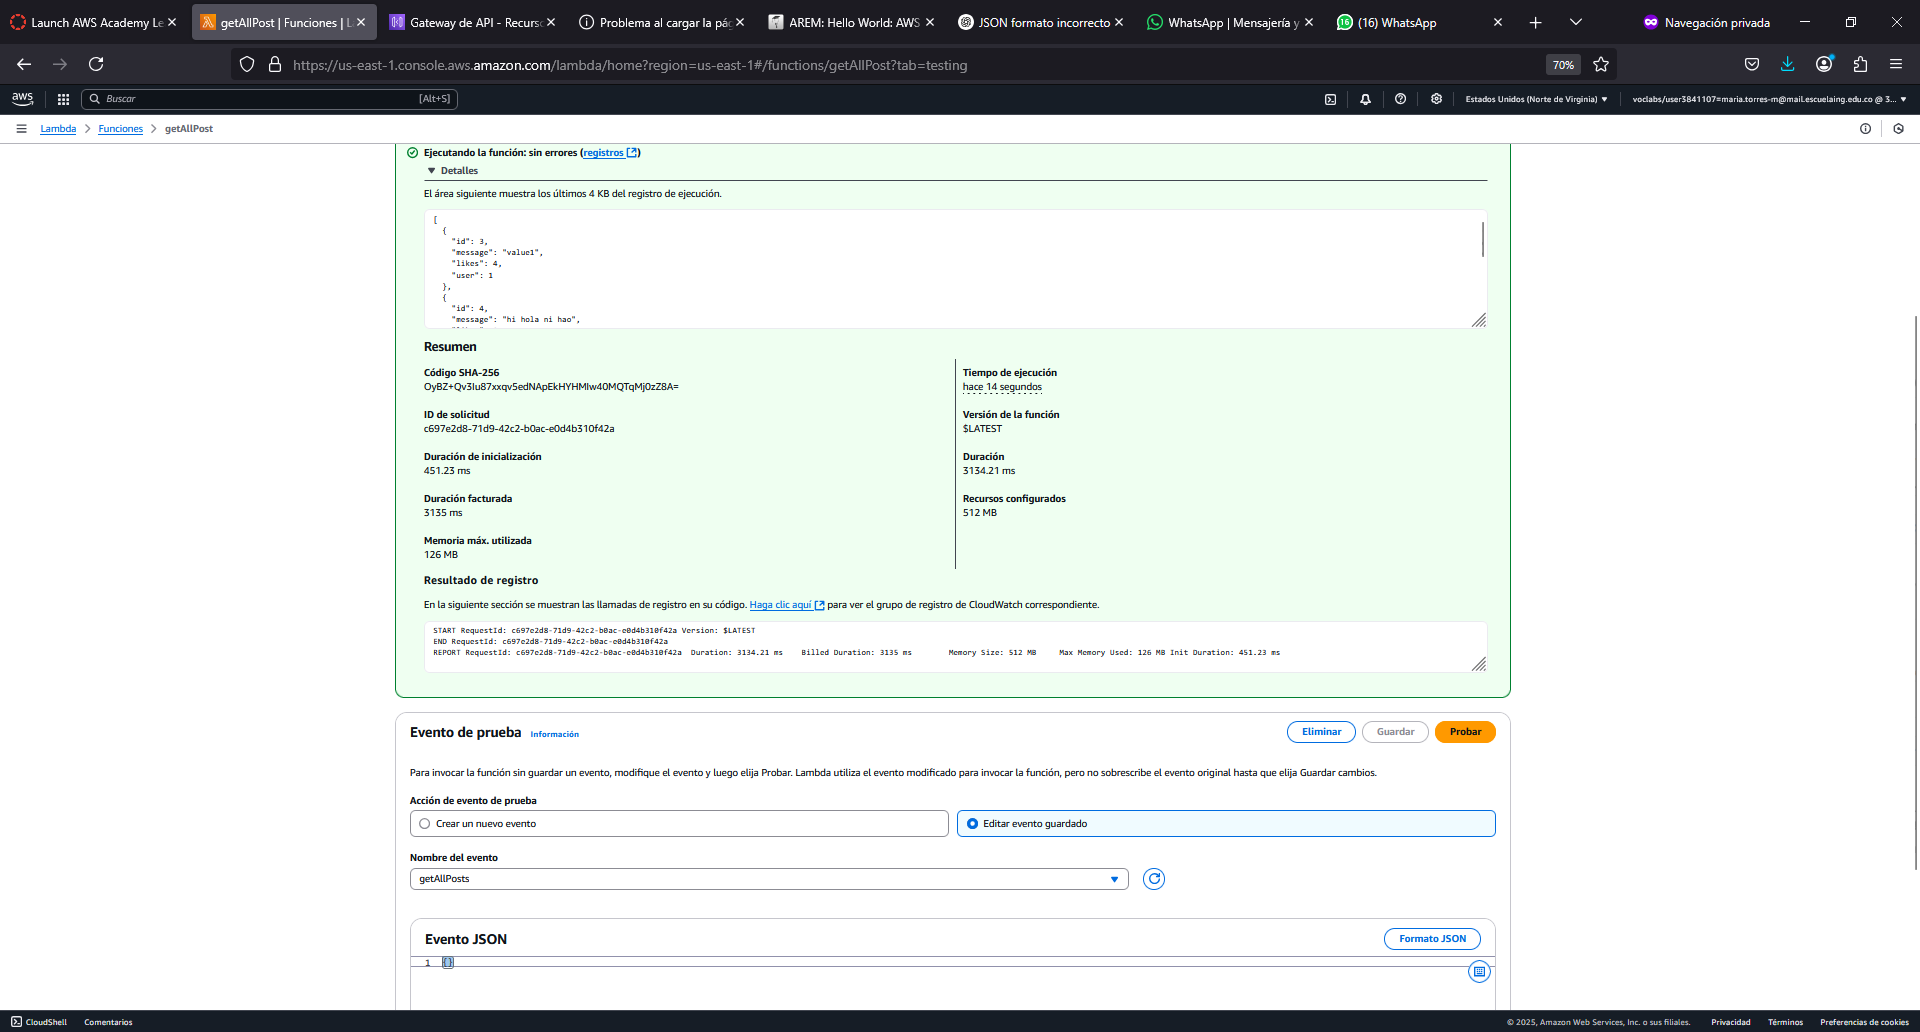 Launch AWS Academy Le
getAllPost | Funciones | L
Gateway de API - Recurso
Problema al cargar la pág
AREM: Hello World: AWS
JSON formato incorrecto
WhatsApp | Mensajería y
(16) WhatsApp
Navegación privada
https://us-east-1.console.aws.amazon.com/lambda/home?region=us-east-1#/functions/getAllPost?tab=testing
70%
aws
Buscar
[Alt+S]
Estados Unidos (Norte de Virginia)
voclabs/user3841107=maria.torres-m@mail.escuelaing.edu.co @ 3...
Lambda
Funciones
getAllPost
Ejecutando la función: sin errores (registros)
Detalles
El área siguiente muestra los últimos 4 KB del registro de ejecución.
[
{
"id": 3,
"message": "value1",
"likes": 4,
"user": 1
},
{
"id": 4,
"message": "hi hola ni hao",
Resumen
Código SHA-256
OyBZ+Qv3Iu87xxqv5edNApEkHYHMIw40MQTqMj0zZ8A=
Tiempo de ejecución
hace 14 segundos
ID de solicitud
c697e2d8-71d9-42c2-b0ac-e0d4b310f42a
Versión de la función
$LATEST
Duración de inicialización
451.23 ms
Duración
3134.21 ms
Duración facturada
3135 ms
Recursos configurados
512 MB
Memoria máx. utilizada
126 MB
Resultado de registro
En la siguiente sección se muestran las llamadas de registro en su código. Haga clic aquí para ver el grupo de registro de CloudWatch correspondiente.
START RequestId: c697e2d8-71d9-42c2-b0ac-e0d4b310f42a Version: $LATEST
END RequestId: c697e2d8-71d9-42c2-b0ac-e0d4b310f42a
REPORT RequestId: c697e2d8-71d9-42c2-b0ac-e0d4b310f42a Duration: 3134.21 ms Billed Duration: 3135 ms Memory Size: 512 MB Max Memory Used: 126 MB Init Duration: 451.23 ms
Evento de prueba
Información
Eliminar
Guardar
Probar
Para invocar la función sin guardar un evento, modifique el evento y luego elija Probar. Lambda utiliza el evento modificado para invocar la función, pero no sobrescribe el evento original hasta que elija Guardar cambios.
Acción de evento de prueba
Crear un nuevo evento
Editar evento guardado
Nombre del evento
getAllPosts
Evento JSON
Formato JSON
1 {}
CloudShell
Comentarios
© 2025, Amazon Web Services, Inc. o sus filiales.
Privacidad
Términos
Preferencias de cookies